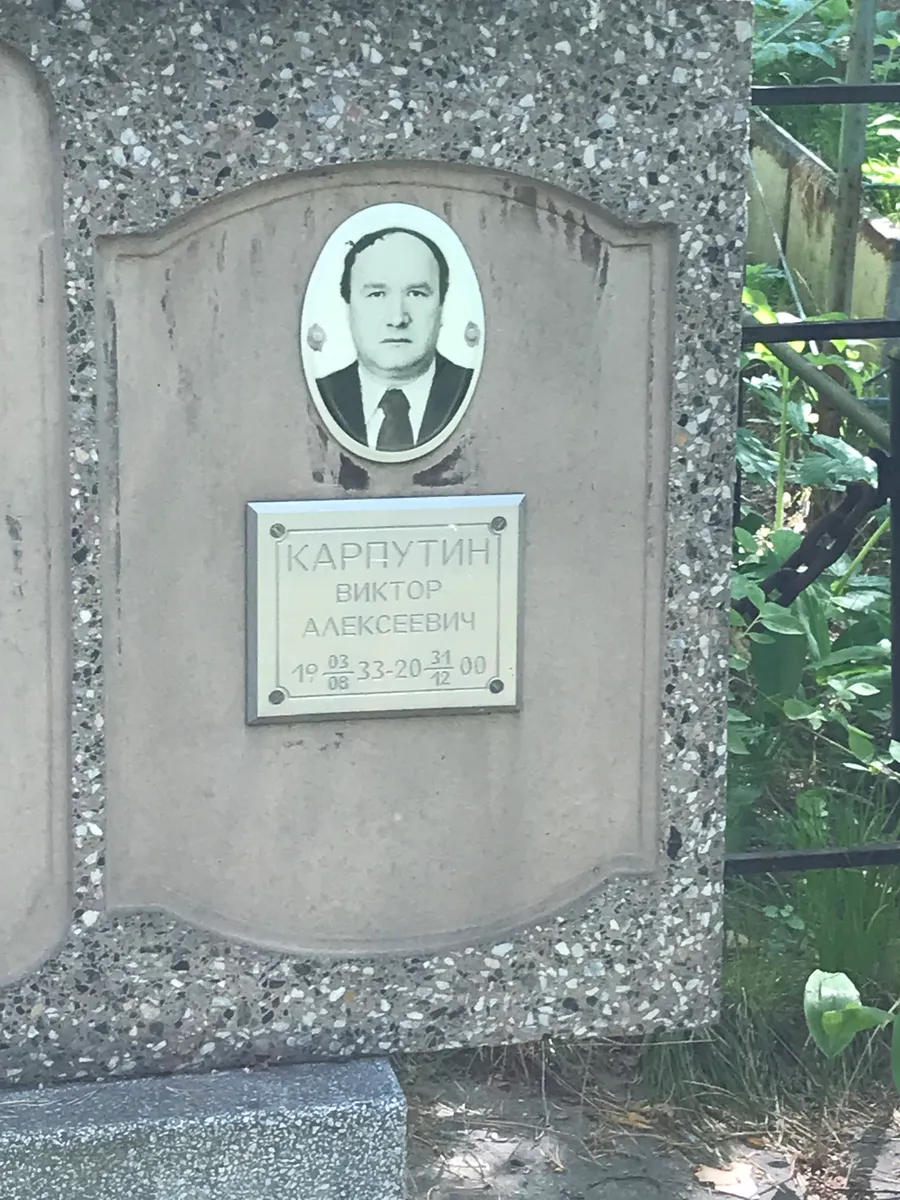 КАРПУТИН
ВИКТОР
АЛЕКСЕЕВИЧ
19 03/08 33-20 31/12 00